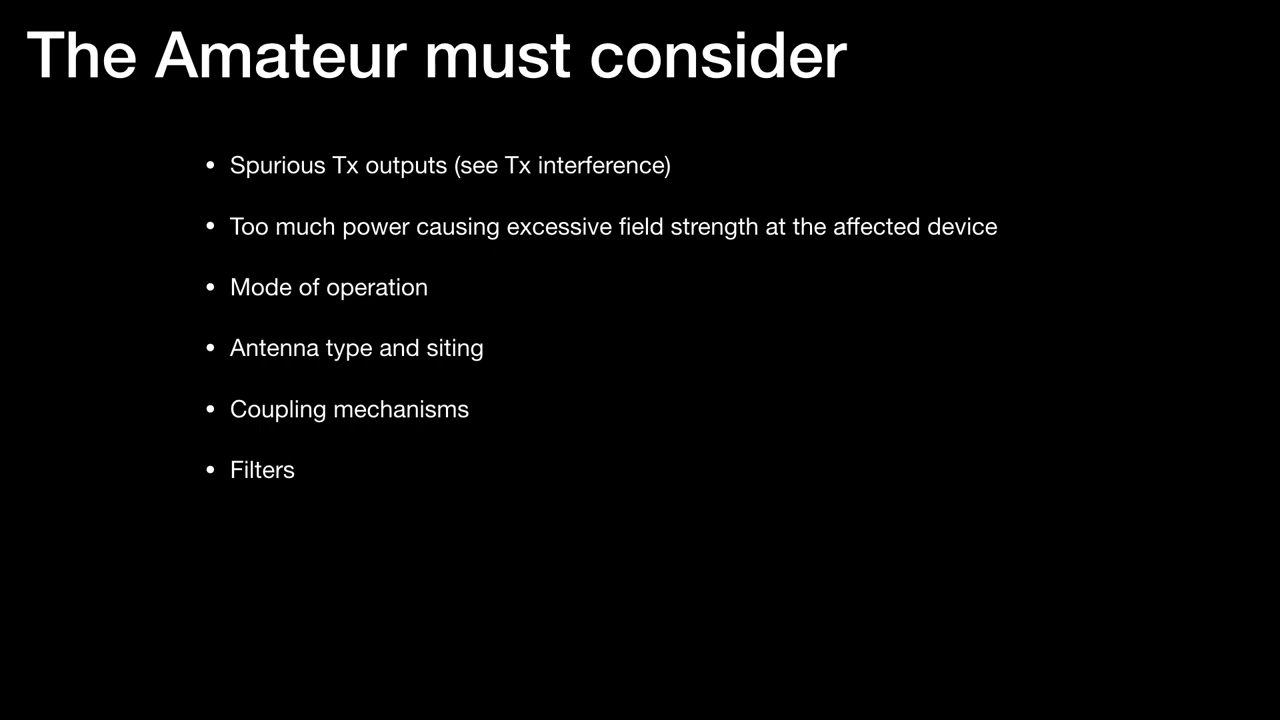 The Amateur must consider
• Spurious Tx outputs (see Tx interference)
• Too much power causing excessive field strength at the affected device
• Mode of operation
• Antenna type and siting
• Coupling mechanisms
• Filters